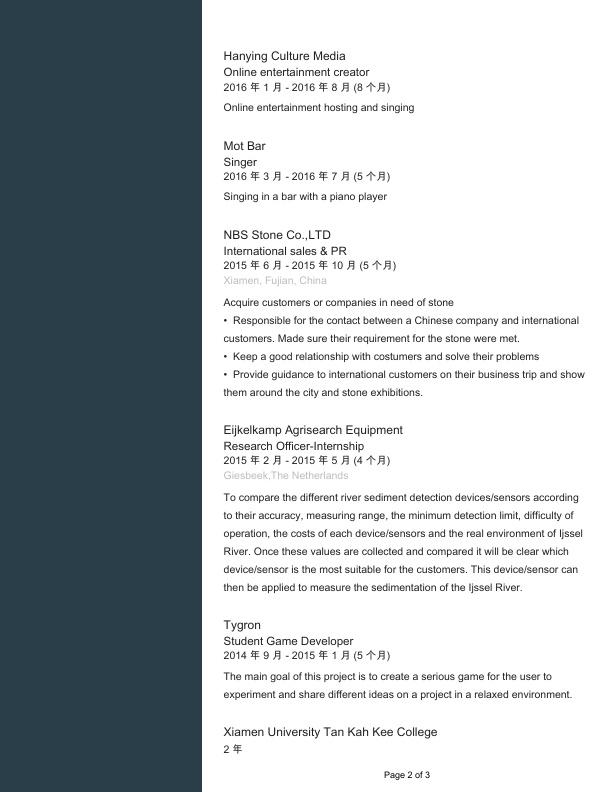 Hanying Culture Media
Online entertainment creator
2016 年 1 月 - 2016 年 8 月 (8 个月)
Online entertainment hosting and singing
Mot Bar
Singer
2016 年 3 月 - 2016 年 7 月 (5 个月)
Singing in a bar with a piano player
NBS Stone Co.,LTD
International sales & PR
2015 年 6 月 - 2015 年 10 月 (5 个月)
Xiamen, Fujian, China
Acquire customers or companies in need of stone
• Responsible for the contact between a Chinese company and international
customers. Made sure their requirement for the stone were met.
• Keep a good relationship with costumers and solve their problems
• Provide guidance to international customers on their business trip and show
them around the city and stone exhibitions.
Eijkelkamp Agrisearch Equipment
Research Officer-Internship
2015 年 2 月 - 2015 年 5 月 (4 个月)
Giesbeek,The Netherlands
To compare the different river sediment detection devices/sensors according
to their accuracy, measuring range, the minimum detection limit, difficulty of
operation, the costs of each device/sensors and the real environment of Ijssel
River. Once these values are collected and compared it will be clear which
device/sensor is the most suitable for the customers. This device/sensor can
then be applied to measure the sedimentation of the Ijssel River.
Tygron
Student Game Developer
2014 年 9 月 - 2015 年 1 月 (5 个月)
The main goal of this project is to create a serious game for the user to
experiment and share different ideas on a project in a relaxed environment.
Xiamen University Tan Kah Kee College
2 年
Page 2 of 3